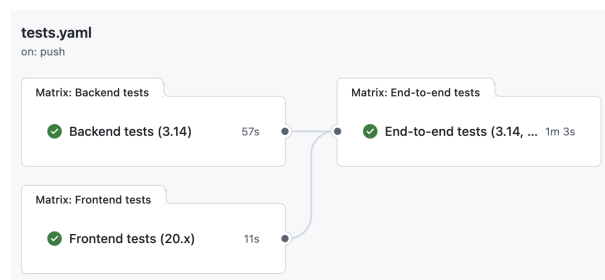 tests.yaml
on: push
Matrix: Backend tests
Backend tests (3.14) 57s
Matrix: Frontend tests
Frontend tests (20.x) 11s
Matrix: End-to-end tests
End-to-end tests (3.14, ... 1m 3s